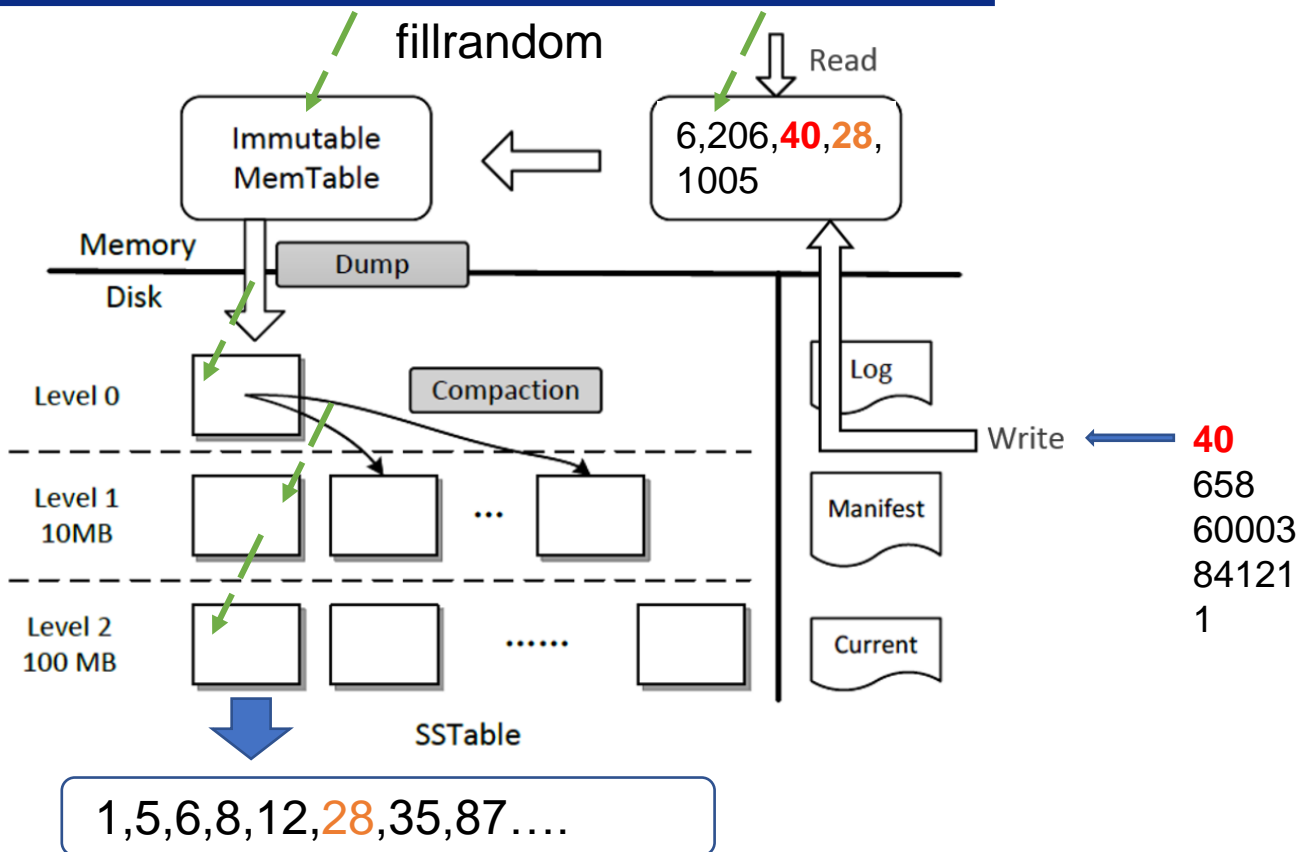 fillrandom
Read
Immutable
MemTable
6,206,40,28,
1005
Memory
Dump
Disk
Level 0
Compaction
Log
Write
40
658
60003
84121
1
Level 1
10MB
...
Manifest
Level 2
100 MB
......
Current
SSTable
1,5,6,8,12,28,35,87....